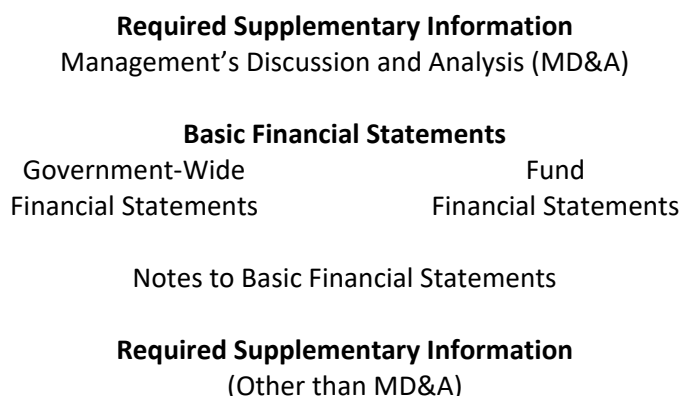 Required Supplementary Information
Management’s Discussion and Analysis (MD&A)
Basic Financial Statements
Government-Wide
Financial Statements
Fund
Financial Statements
Notes to Basic Financial Statements
Required Supplementary Information
(Other than MD&A)